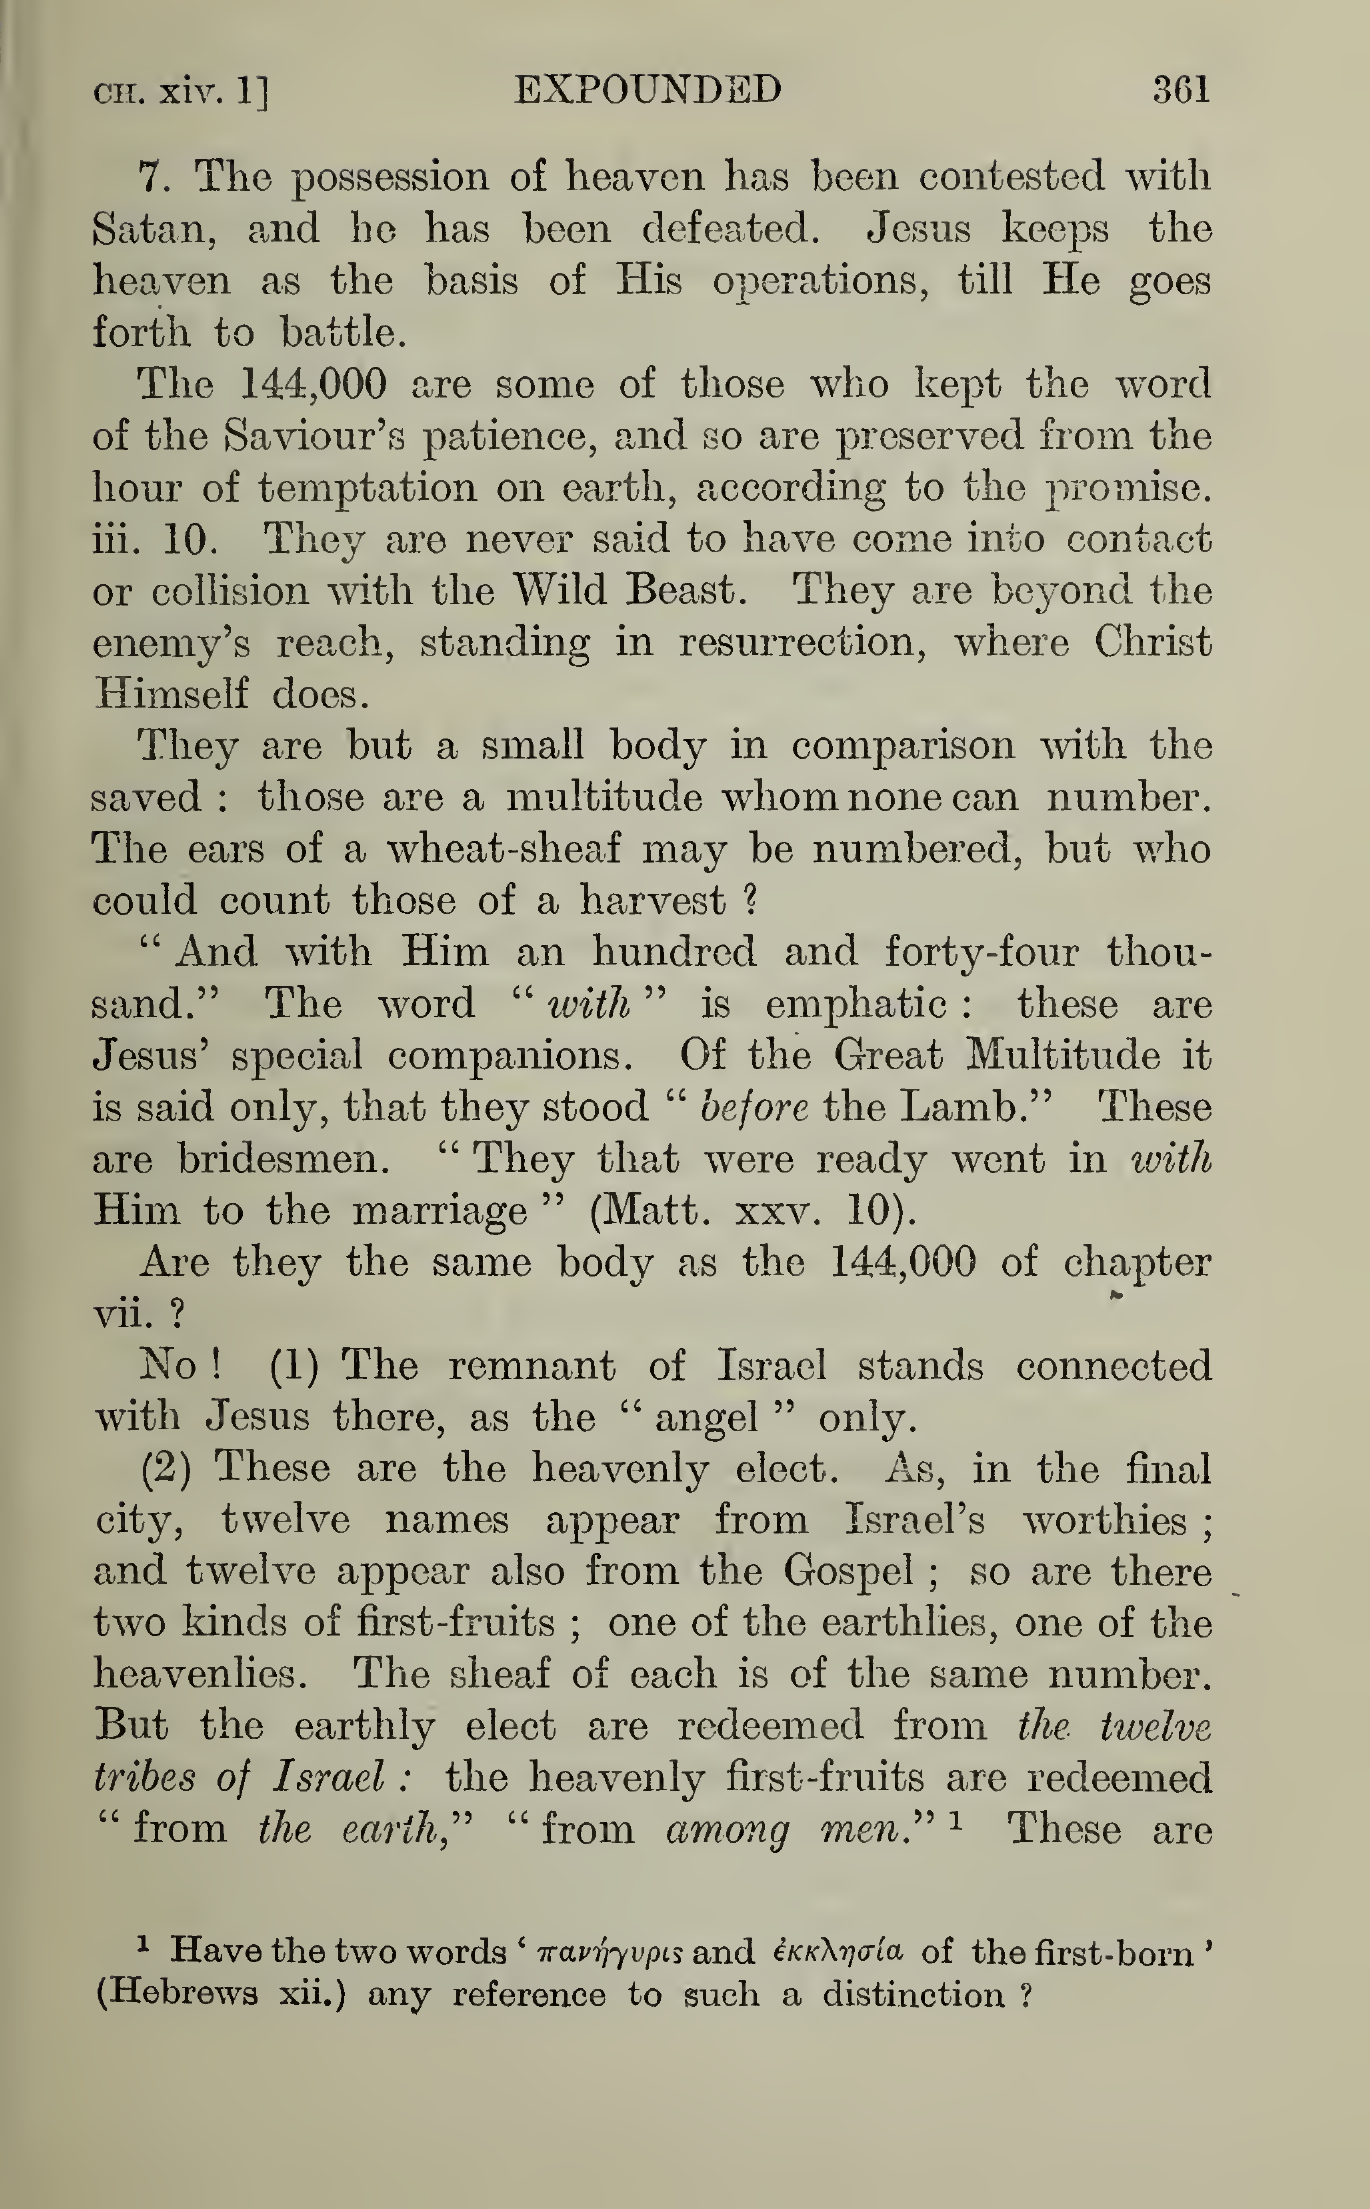 CH. xiv. 1] EXPOUNDED 361
7. The possession of heaven has been contested with
Satan, and he has been defeated. Jesus keeps the
heaven as the basis of His operations, till He goes
forth to battle.
The 144,000 are some of those who kept the word
of the Saviour's patience, and so are preserved from the
hour of temptation on earth, according to the promise.
iii. 10. They are never said to have come into contact
or collision with the Wild Beast. They are beyond the
enemy's reach, standing in resurrection, where Christ
Himself does.
They are but a small body in comparison with the
saved : those are a multitude whom none can number.
The ears of a wheat-sheaf may be numbered, but who
could count those of a harvest ?
“ And with Him an hundred and forty-four thou-
sand.” The word “ with ” is emphatic : these are
Jesus’ special companions. Of the Great Multitude it
is said only, that they stood “ before the Lamb.” These
are bridesmen. “ They that were ready went in with
Him to the marriage ” (Matt. xxv. 10).
Are they the same body as the 144,000 of chapter
vii. ?
No ! (1) The remnant of Israel stands connected
with Jesus there, as the “ angel ” only.
(2) These are the heavenly elect. As, in the final
city, twelve names appear from Israel’s worthies ;
and twelve appear also from the Gospel ; so are there
two kinds of first-fruits ; one of the earthlies, one of the
heavenlies. The sheaf of each is of the same number.
But the earthly elect are redeemed from the twelve
tribes of Israel : the heavenly first-fruits are redeemed
“ from the earth,” “ from among men.” ¹ These are
¹ Have the two words ‘ πανήγυρις and ἐκκλησία of the first-born ’
(Hebrews xii.) any reference to such a distinction ?